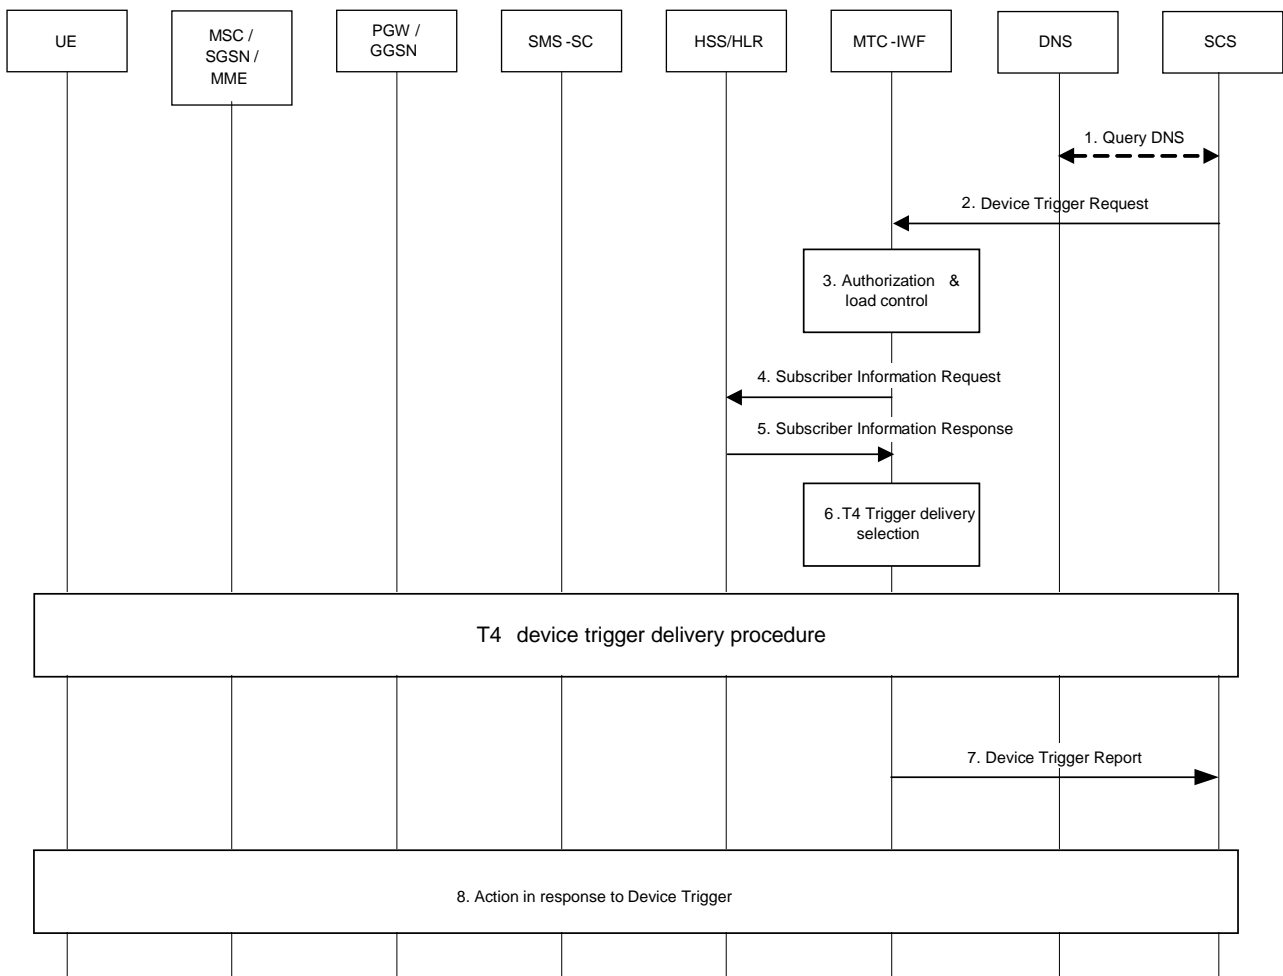 UE
MSC /
SGSN /
MME
PGW /
GGSN
SMS -SC
HSS/HLR
MTC -IWF
DNS
SCS
1. Query DNS
2. Device Trigger Request
3. Authorization &
load control
4. Subscriber Information Request
5. Subscriber Information Response
6 .T4 Trigger delivery
selection
T4 device trigger delivery procedure
7. Device Trigger Report
8. Action in response to Device Trigger